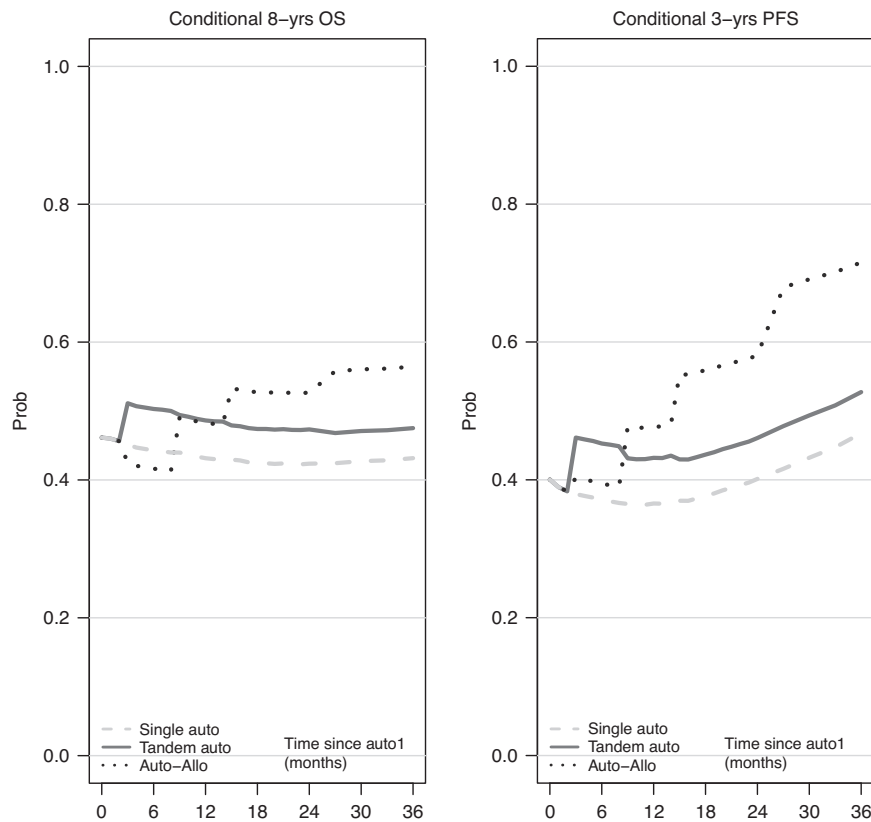 Conditional 8−yrs OS
Prob
1.0
0.8
0.6
0.4
0.2
0.0
Single auto
Tandem auto
Auto−Allo
Time since auto1
(months)
0 6 12 18 24 30 36
Conditional 3−yrs PFS
Prob
1.0
0.8
0.6
0.4
0.2
0.0
Single auto
Tandem auto
Auto−Allo
Time since auto1
(months)
0 6 12 18 24 30 36